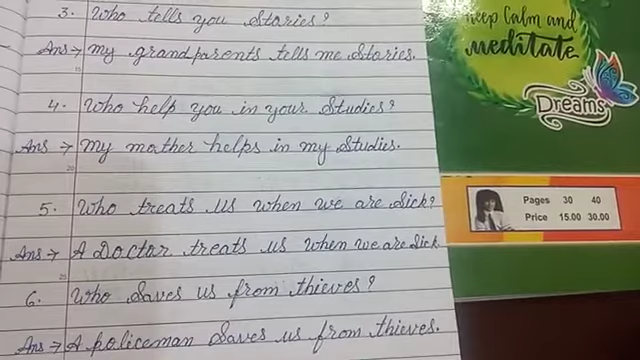 3. Who tells you stories?
Ans → my grandparents tells me stories.
4. Who help you in your studies?
Ans → my mother helps in my studies.
5. Who treats us when we are sick?
Ans → A Doctor treats us when we are sick
6. Who saves us from thieves?
Ans → A policeman saves us from thieves.
keep Calm and
meditate
Dreams
Pages 30 40
Price 15.00 30.00